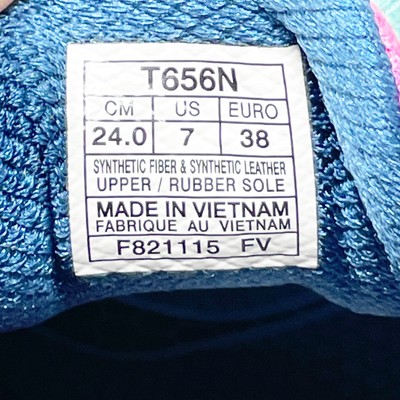 T656N
CM US EURO
24.0 7 38
SYNTHETIC FIBER & SYNTHETIC LEATHER
UPPER / RUBBER SOLE
MADE IN VIETNAM
FABRIQUE AU VIETNAM
F821115 FV